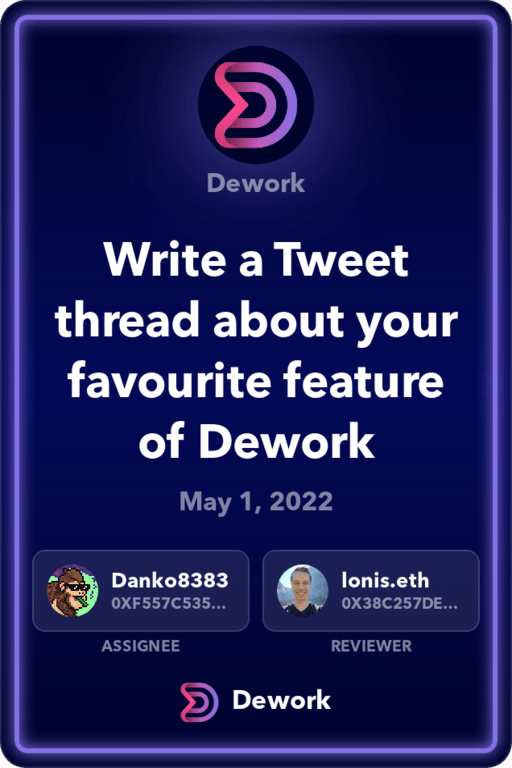 Dework
Write a Tweet
thread about your
favourite feature
of Dework
May 1, 2022
Danko8383
0XF557C535...
ASSIGNEE
lonis.eth
0X38C257DE...
REVIEWER
Dework